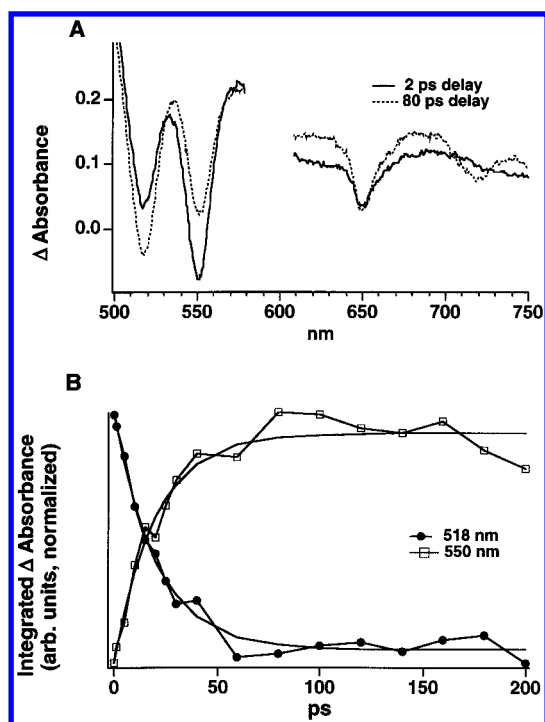 A
2 ps delay
80 ps delay
0.2
0.1
0.0
Δ Absorbance
500 550 600 650 700 750
nm
B
Integrated Δ Absorbance
(arb. units, normalized)
518 nm
550 nm
0 50 100 150 200
ps